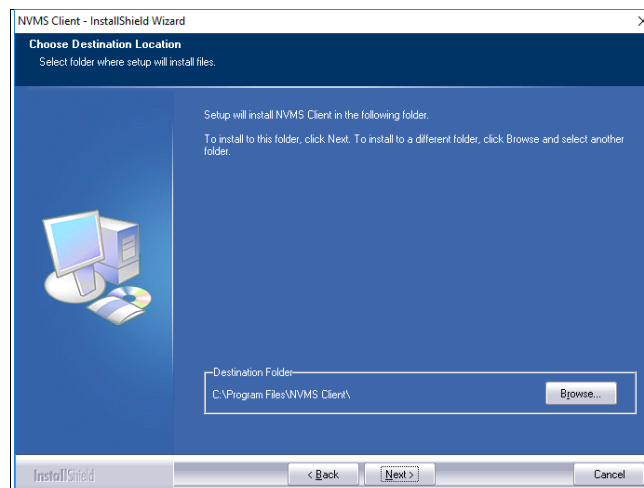 NVMS Client - InstallShield Wizard
Choose Destination Location
Select folder where setup will install files.
Setup will install NVMS Client in the following folder.
To install to this folder, click Next. To install to a different folder, click Browse and select another
folder.
Destination Folder
C:\Program Files\NVMS Client\
Browse...
InstallShield
< Back
Next >
Cancel